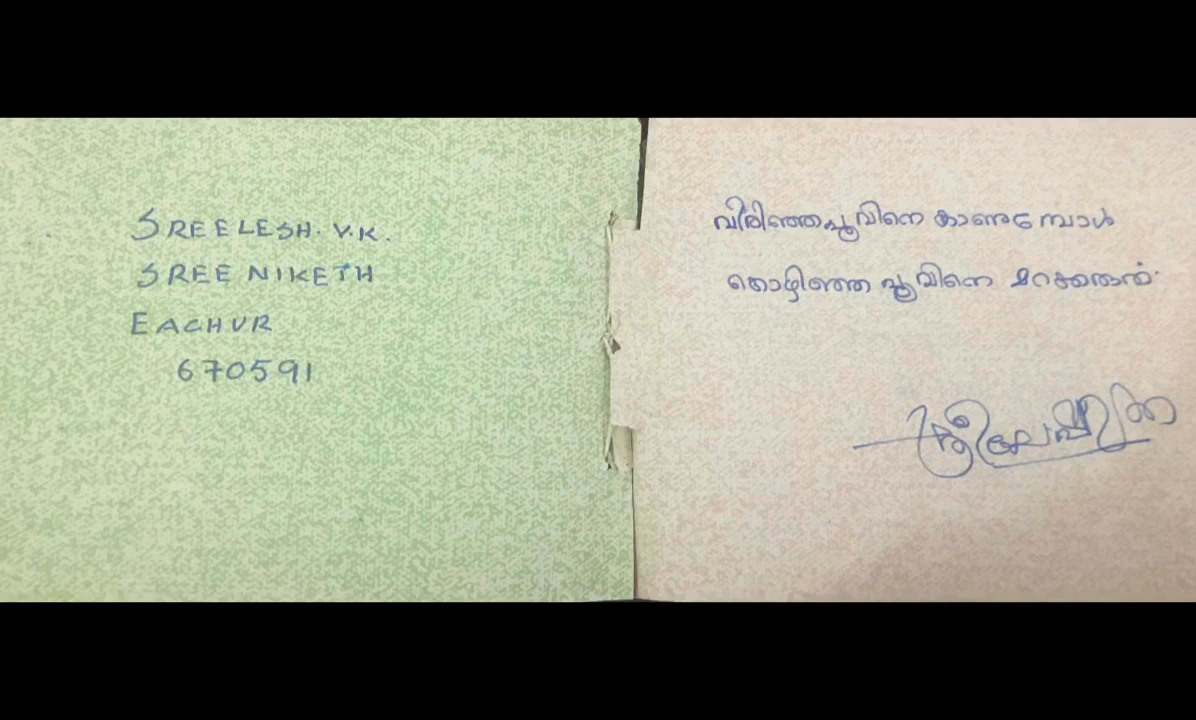 SREELESH. V.K.
SREE NIKETH
EACHUR
670591
വിരിഞ്ഞപൂവിനെ കാണുമ്പോൾ
കൊഴിഞ്ഞ പൂവിനെ മറക്കരുത്